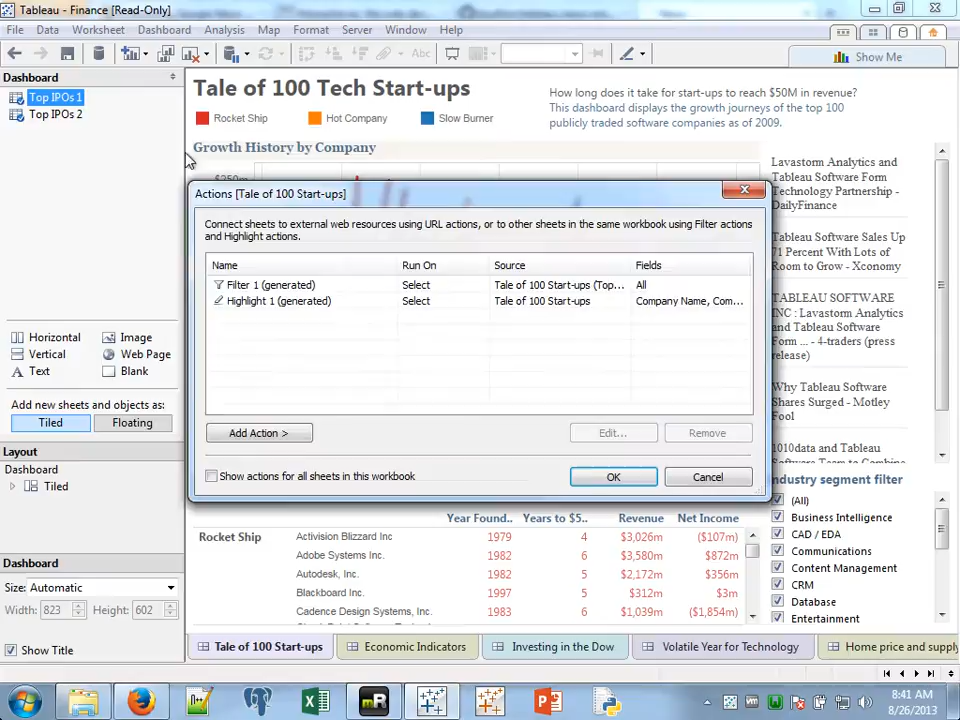 Tableau - Finance [Read-Only]
File Data Worksheet Dashboard Analysis Map Format Server Window Help
Abc
Show Me
Dashboard
Top IPOs 1
Top IPOs 2
Horizontal Image
Vertical Web Page
A Text Blank
Add new sheets and objects as:
Tiled Floating
Layout
Dashboard
Tiled
Dashboard
Size: Automatic
Width: 823 Height: 602
Show Title
Tale of 100 Tech Start-ups
Rocket Ship Hot Company Slow Burner
How long does it take for start-ups to reach $50M in revenue?
This dashboard displays the growth journeys of the top 100
publicly traded software companies as of 2009.
Growth History by Company
$250m
Lavastorm Analytics and
Tableau Software Form
Technology Partnership -
DailyFinance
Tableau Software Sales Up
71 Percent With Lots of
Room to Grow - Xconomy
TABLEAU SOFTWARE
INC : Lavastorm Analytics
and Tableau Software
Form ... - 4-traders (press
release)
Why Tableau Software
Shares Surged - Motley
Fool
1010data and Tableau
Software Team to Combine
Actions [Tale of 100 Start-ups]
Connect sheets to external web resources using URL actions, or to other sheets in the same workbook using Filter actions
and Highlight actions.
Name Run On Source Fields
Filter 1 (generated) Select Tale of 100 Start-ups (Top... All
Highlight 1 (generated) Select Tale of 100 Start-ups Company Name, Com...
Add Action > Edit... Remove
Show actions for all sheets in this workbook OK Cancel
Industry segment filter
(All)
Business Intelligence
CAD / EDA
Communications
Content Management
CRM
Database
Entertainment
Year Found.. Years to $5.. Revenue Net Income
Rocket Ship Activision Blizzard Inc 1979 4 $3,026m ($107m)
Adobe Systems Inc. 1982 6 $3,580m $872m
Autodesk, Inc. 1982 5 $2,172m $356m
Blackboard Inc. 1997 5 $312m $3m
Cadence Design Systems, Inc. 1983 6 $1,039m ($1,854m)
Tale of 100 Start-ups Economic Indicators Investing in the Dow Volatile Year for Technology Home price and supply
8:41 AM
8/26/2013